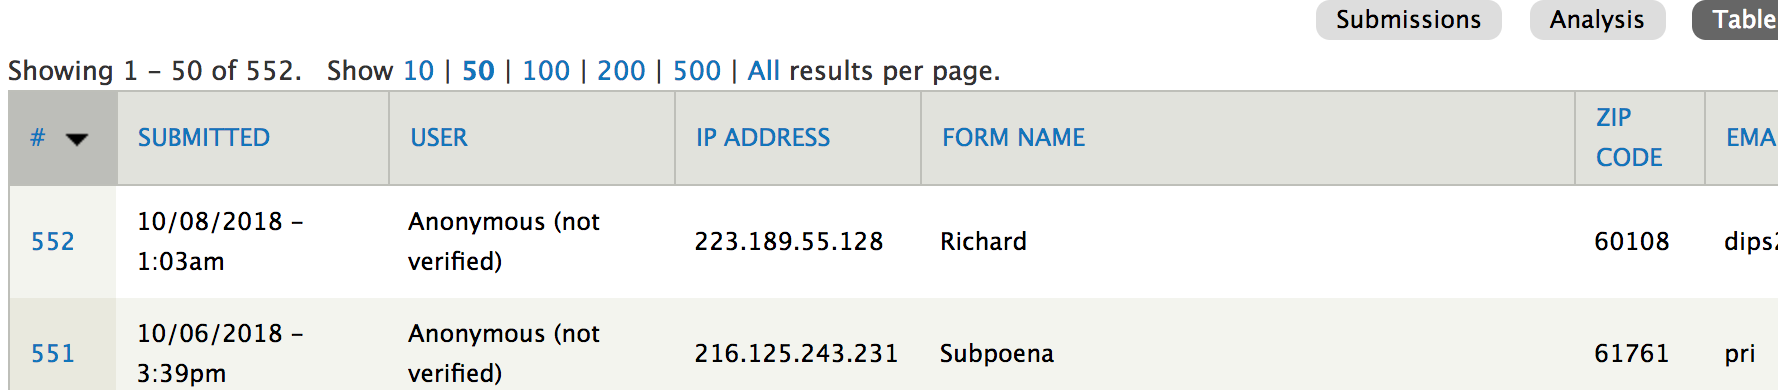 Submissions Analysis Table
Showing 1 – 50 of 552. Show 10 | 50 | 100 | 200 | 500 | All results per page.
# SUBMITTED USER IP ADDRESS FORM NAME ZIP CODE EMA
552 10/08/2018 – 1:03am Anonymous (not verified) 223.189.55.128 Richard 60108 dips2
551 10/06/2018 – 3:39pm Anonymous (not verified) 216.125.243.231 Subpoena 61761 pri